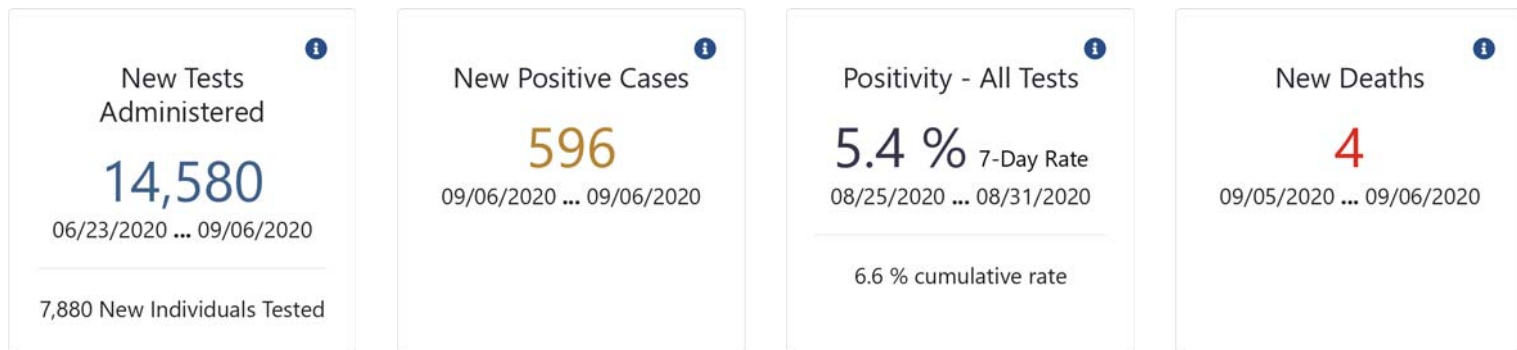 New Tests
Administered
14,580
06/23/2020 ... 09/06/2020
7,880 New Individuals Tested
New Positive Cases
596
09/06/2020 ... 09/06/2020
Positivity - All Tests
5.4 % 7-Day Rate
08/25/2020 ... 08/31/2020
6.6 % cumulative rate
New Deaths
4
09/05/2020 ... 09/06/2020